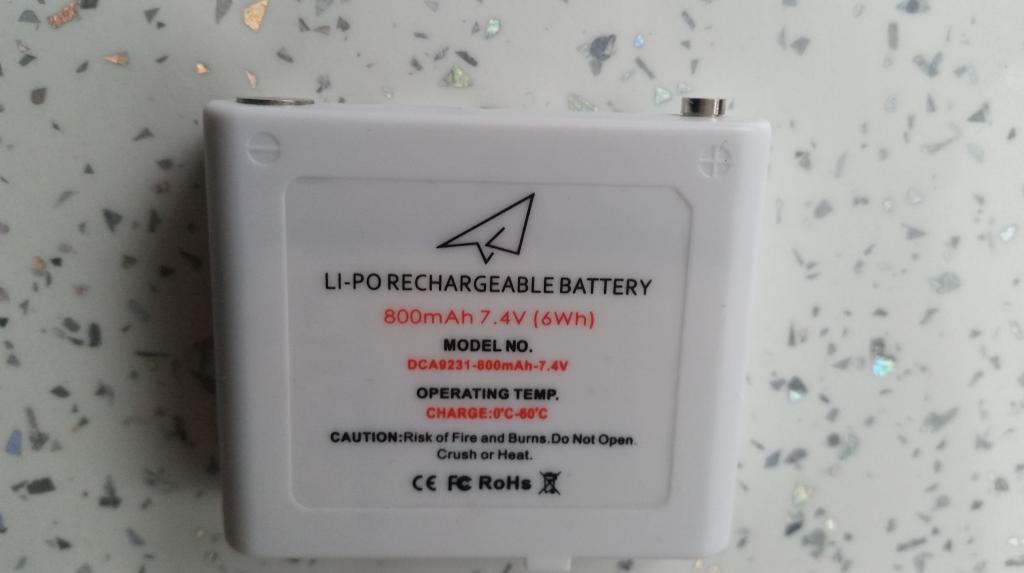 LI-PO RECHARGEABLE BATTERY
800mAh 7.4V (6Wh)
MODEL NO.
DCA9231-800mAh-7.4V
OPERATING TEMP.
CHARGE:0°C-60°C
CAUTION:Risk of Fire and Burns.Do Not Open
Crush or Heat.
CE FC RoHs